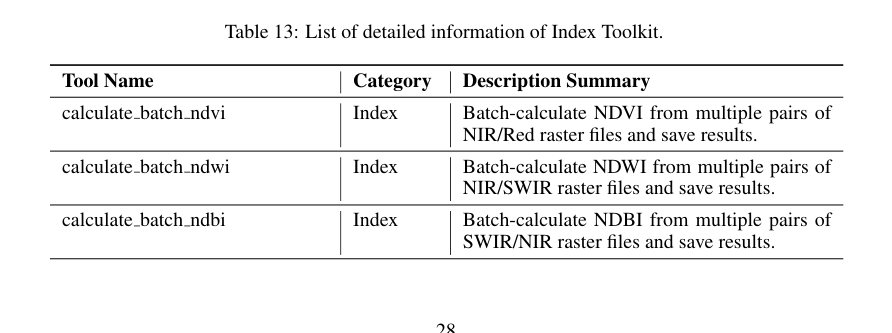 Table 13: List of detailed information of Index Toolkit.
Tool Name Category Description Summary
calculate_batch_ndvi Index Batch-calculate NDVI from multiple pairs of
NIR/Red raster files and save results.
calculate_batch_ndwi Index Batch-calculate NDWI from multiple pairs of
NIR/SWIR raster files and save results.
calculate_batch_ndbi Index Batch-calculate NDBI from multiple pairs of
SWIR/NIR raster files and save results.
28